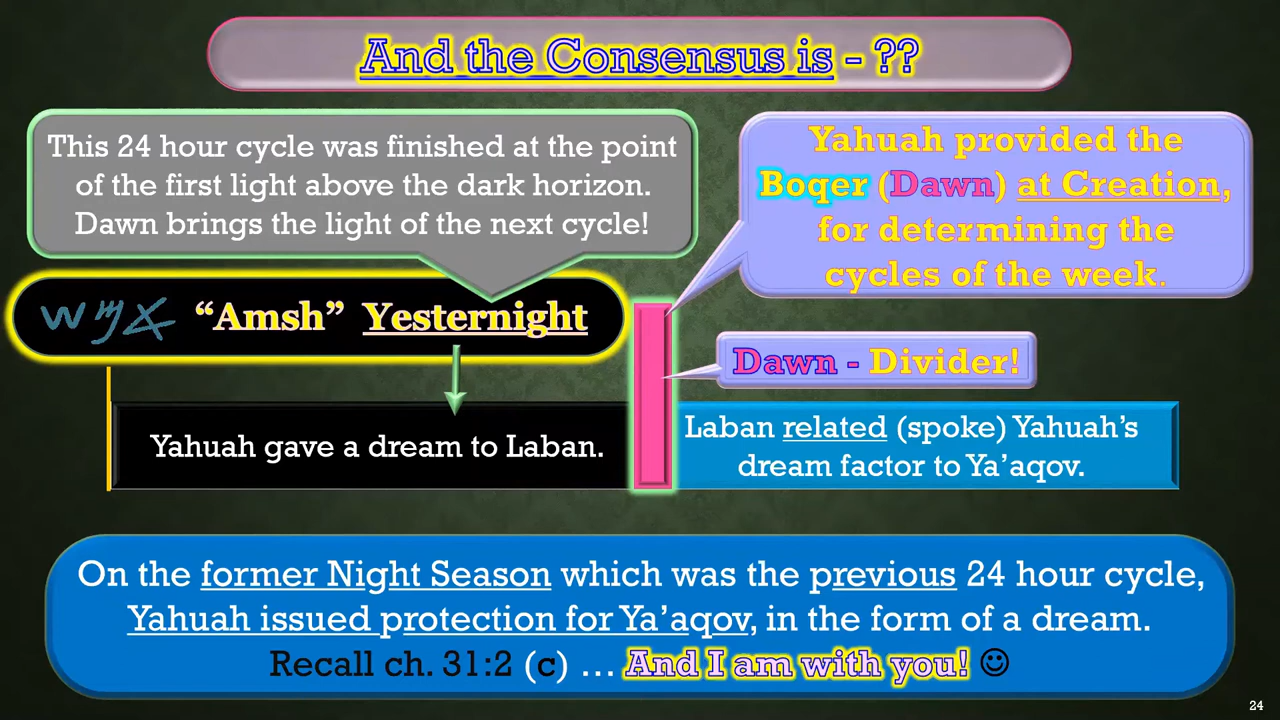 And the Consensus is - ??
This 24 hour cycle was finished at the point
of the first light above the dark horizon.
Dawn brings the light of the next cycle!
Yahuah provided the
Boqer (Dawn) at Creation,
for determining the
cycles of the week.
“Amsh” Yesternight
Dawn - Divider!
Yahuah gave a dream to Laban.
Laban related (spoke) Yahuah’s
dream factor to Ya’aqov.
On the former Night Season which was the previous 24 hour cycle,
Yahuah issued protection for Ya’aqov, in the form of a dream.
Recall ch. 31:2 (c) … And I am with you! ☺
24